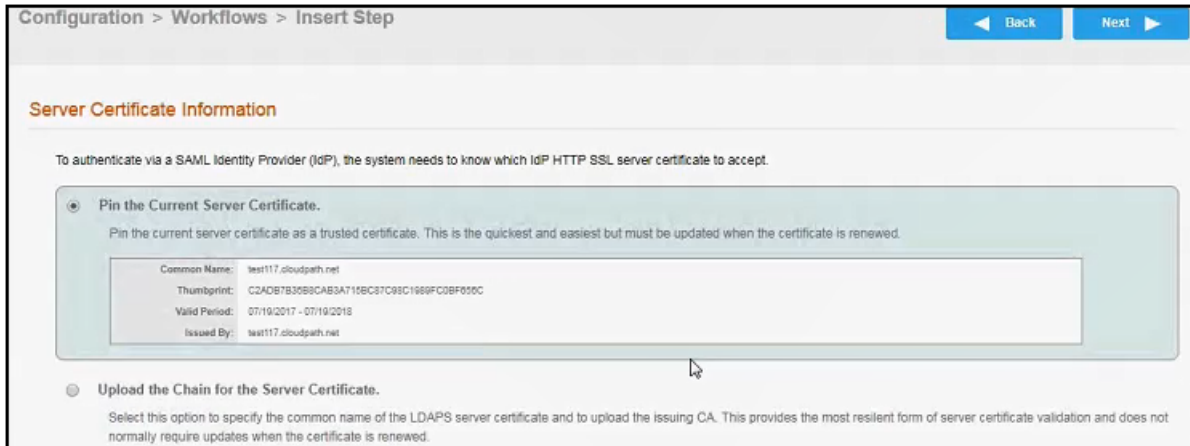 Configuration > Workflows > Insert Step
Back
Next
Server Certificate Information
To authenticate via a SAML Identity Provider (IdP), the system needs to know which IdP HTTP SSL server certificate to accept.
Pin the Current Server Certificate.
Pin the current server certificate as a trusted certificate. This is the quickest and easiest but must be updated when the certificate is renewed.
Common Name: test117.cloudpath.net
Thumbprint:
Valid Period: 07/19/2017 - 07/19/2018
Issued By: test117.cloudpath.net
Upload the Chain for the Server Certificate.
Select this option to specify the common name of the LDAPS server certificate and to upload the issuing CA. This provides the most resilent form of server certificate validation and does not
normally require updates when the certificate is renewed.